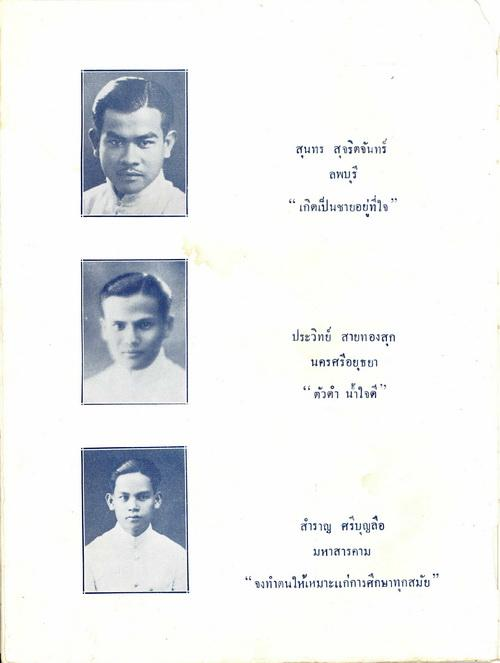 สุนทร สุจริตจันทร์
ลพบุรี
“เกิดเป็นชายอยู่ที่ใจ”
ประวิทย์ สายทองสุก
นครศรีอยุธยา
“ตัวดำ น้ำใจดี”
สำราญ ศรีบุญลือ
มหาสารคาม
“จงทำตนให้เหมาะแก่การศึกษาทุกสมัย”